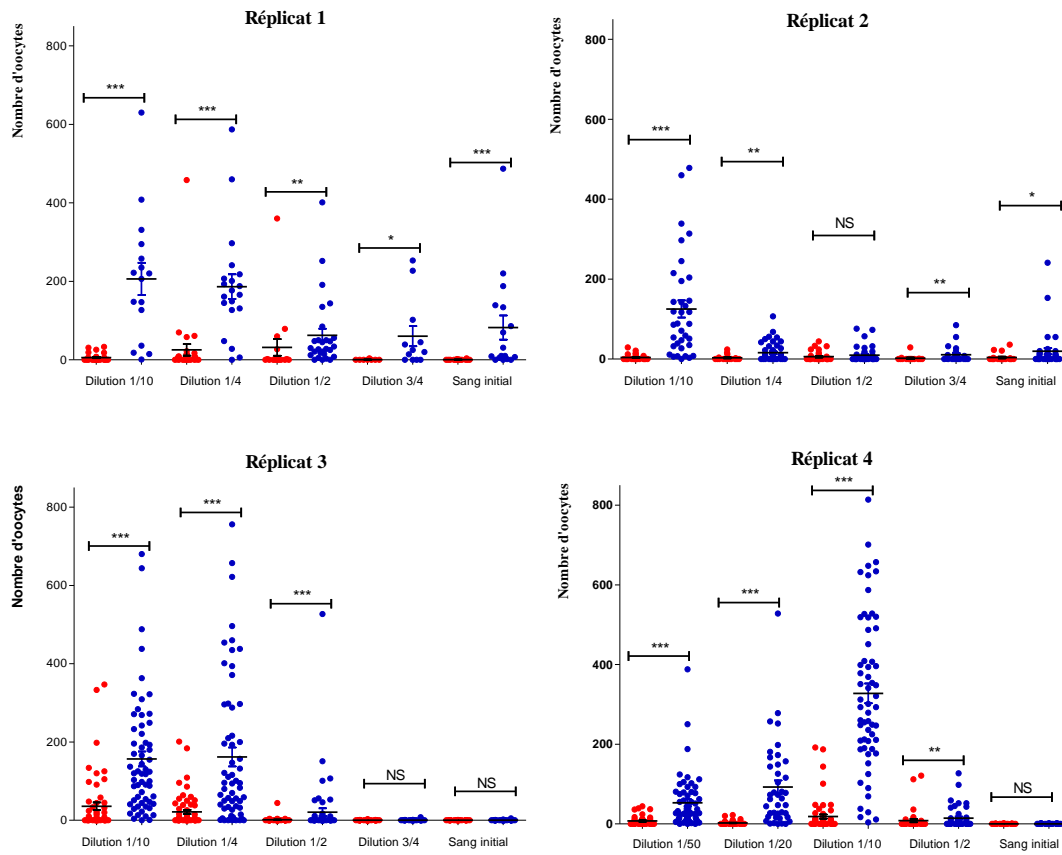 Réplicat 1
Nombre d'oocytes
800
600
400
200
0
***
***
**
*
***
Dilution 1/10
Dilution 1/4
Dilution 1/2
Dilution 3/4
Sang initial
Réplicat 2
Nombre d'oocytes
800
600
400
200
0
***
**
NS
**
*
Dilution 1/10
Dilution 1/4
Dilution 1/2
Dilution 3/4
Sang initial
Réplicat 3
Nombre d'oocytes
800
600
400
200
0
***
***
***
NS
NS
Dilution 1/10
Dilution 1/4
Dilution 1/2
Dilution 3/4
Sang initial
Réplicat 4
Nombre d'oocytes
800
600
400
200
0
***
***
***
**
NS
Dilution 1/50
Dilution 1/20
Dilution 1/10
Dilution 1/2
Sang initial